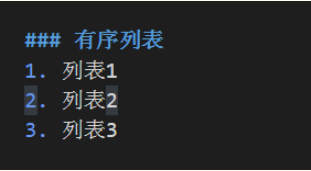 ### 有序列表
1. 列表1
2. 列表2
3. 列表3